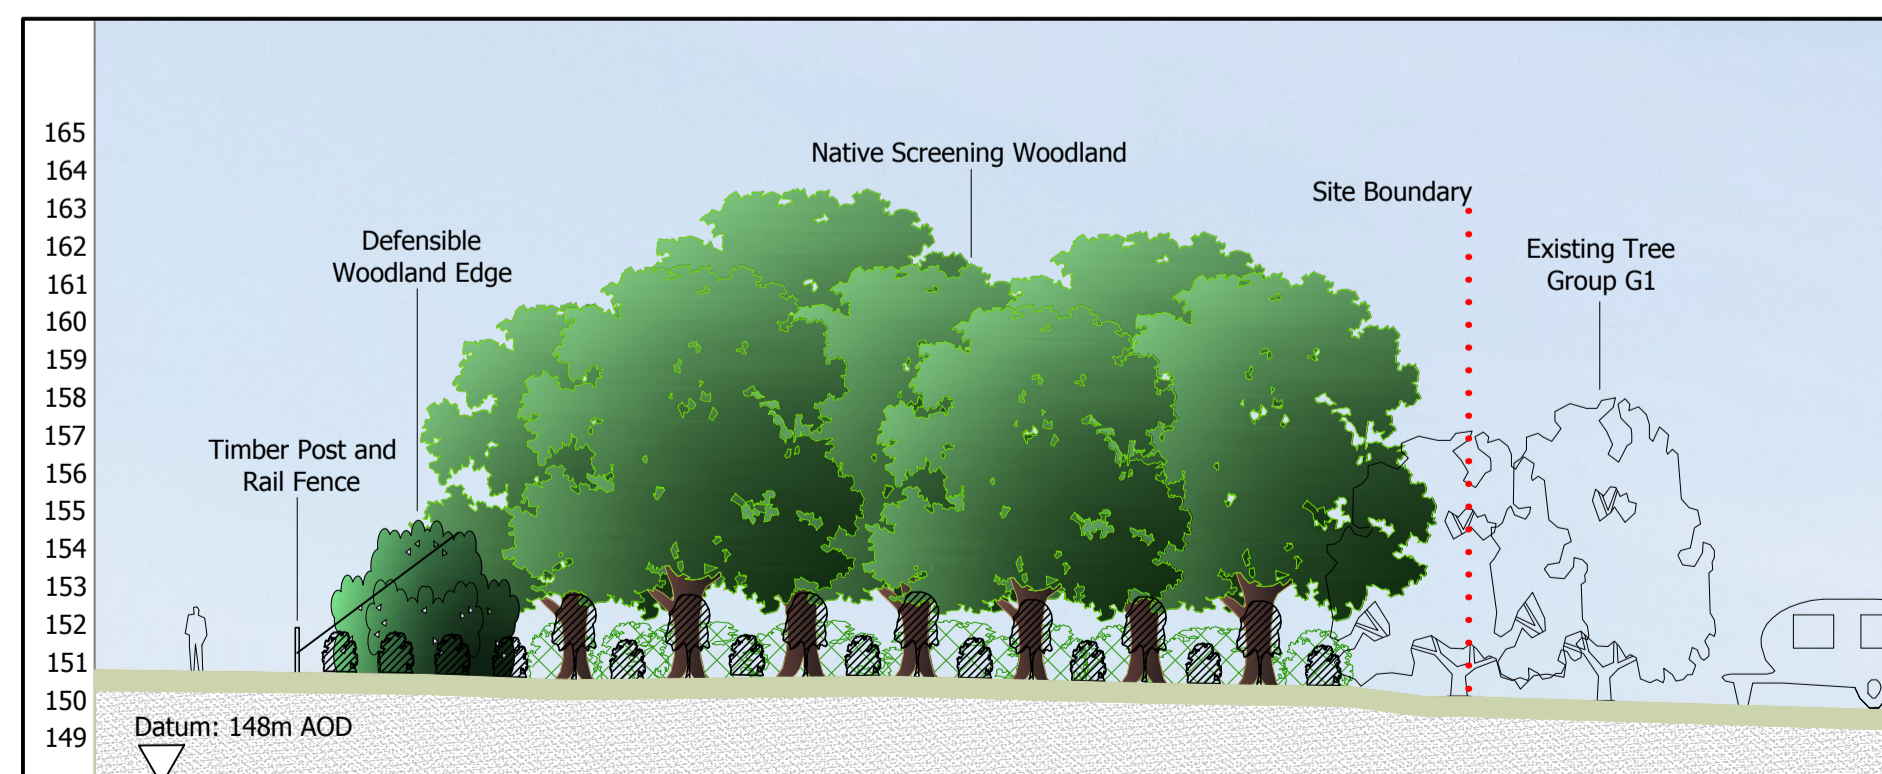 165
164
163
162
161
160
159
158
157
156
155
154
153
152
151
150
149
Native Screening Woodland
Site Boundary
Defensible
Woodland Edge
Existing Tree
Group G1
Timber Post and
Rail Fence
Datum: 148m AOD